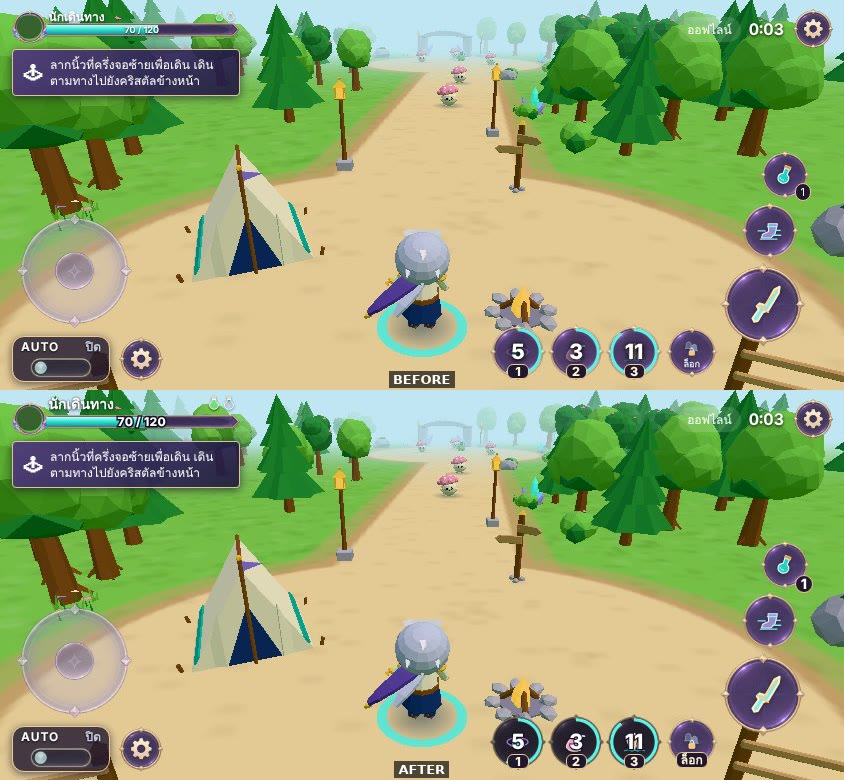 นักเดินทาง
70 / 120
ออฟไลน์ 0:03
ลากนิ้วที่ครึ่งจอซ้ายเพื่อเดิน เดิน
ตามทางไปยังคริสตัลข้างหน้า
1
AUTO ปิด
5 3 11
1 2 3 ล็อก
BEFORE
นักเดินทาง
70 / 120
ออฟไลน์ 0:03
ลากนิ้วที่ครึ่งจอซ้ายเพื่อเดิน เดิน
ตามทางไปยังคริสตัลข้างหน้า
1
AUTO ปิด
5 3 11
1 2 3 ล็อก
AFTER